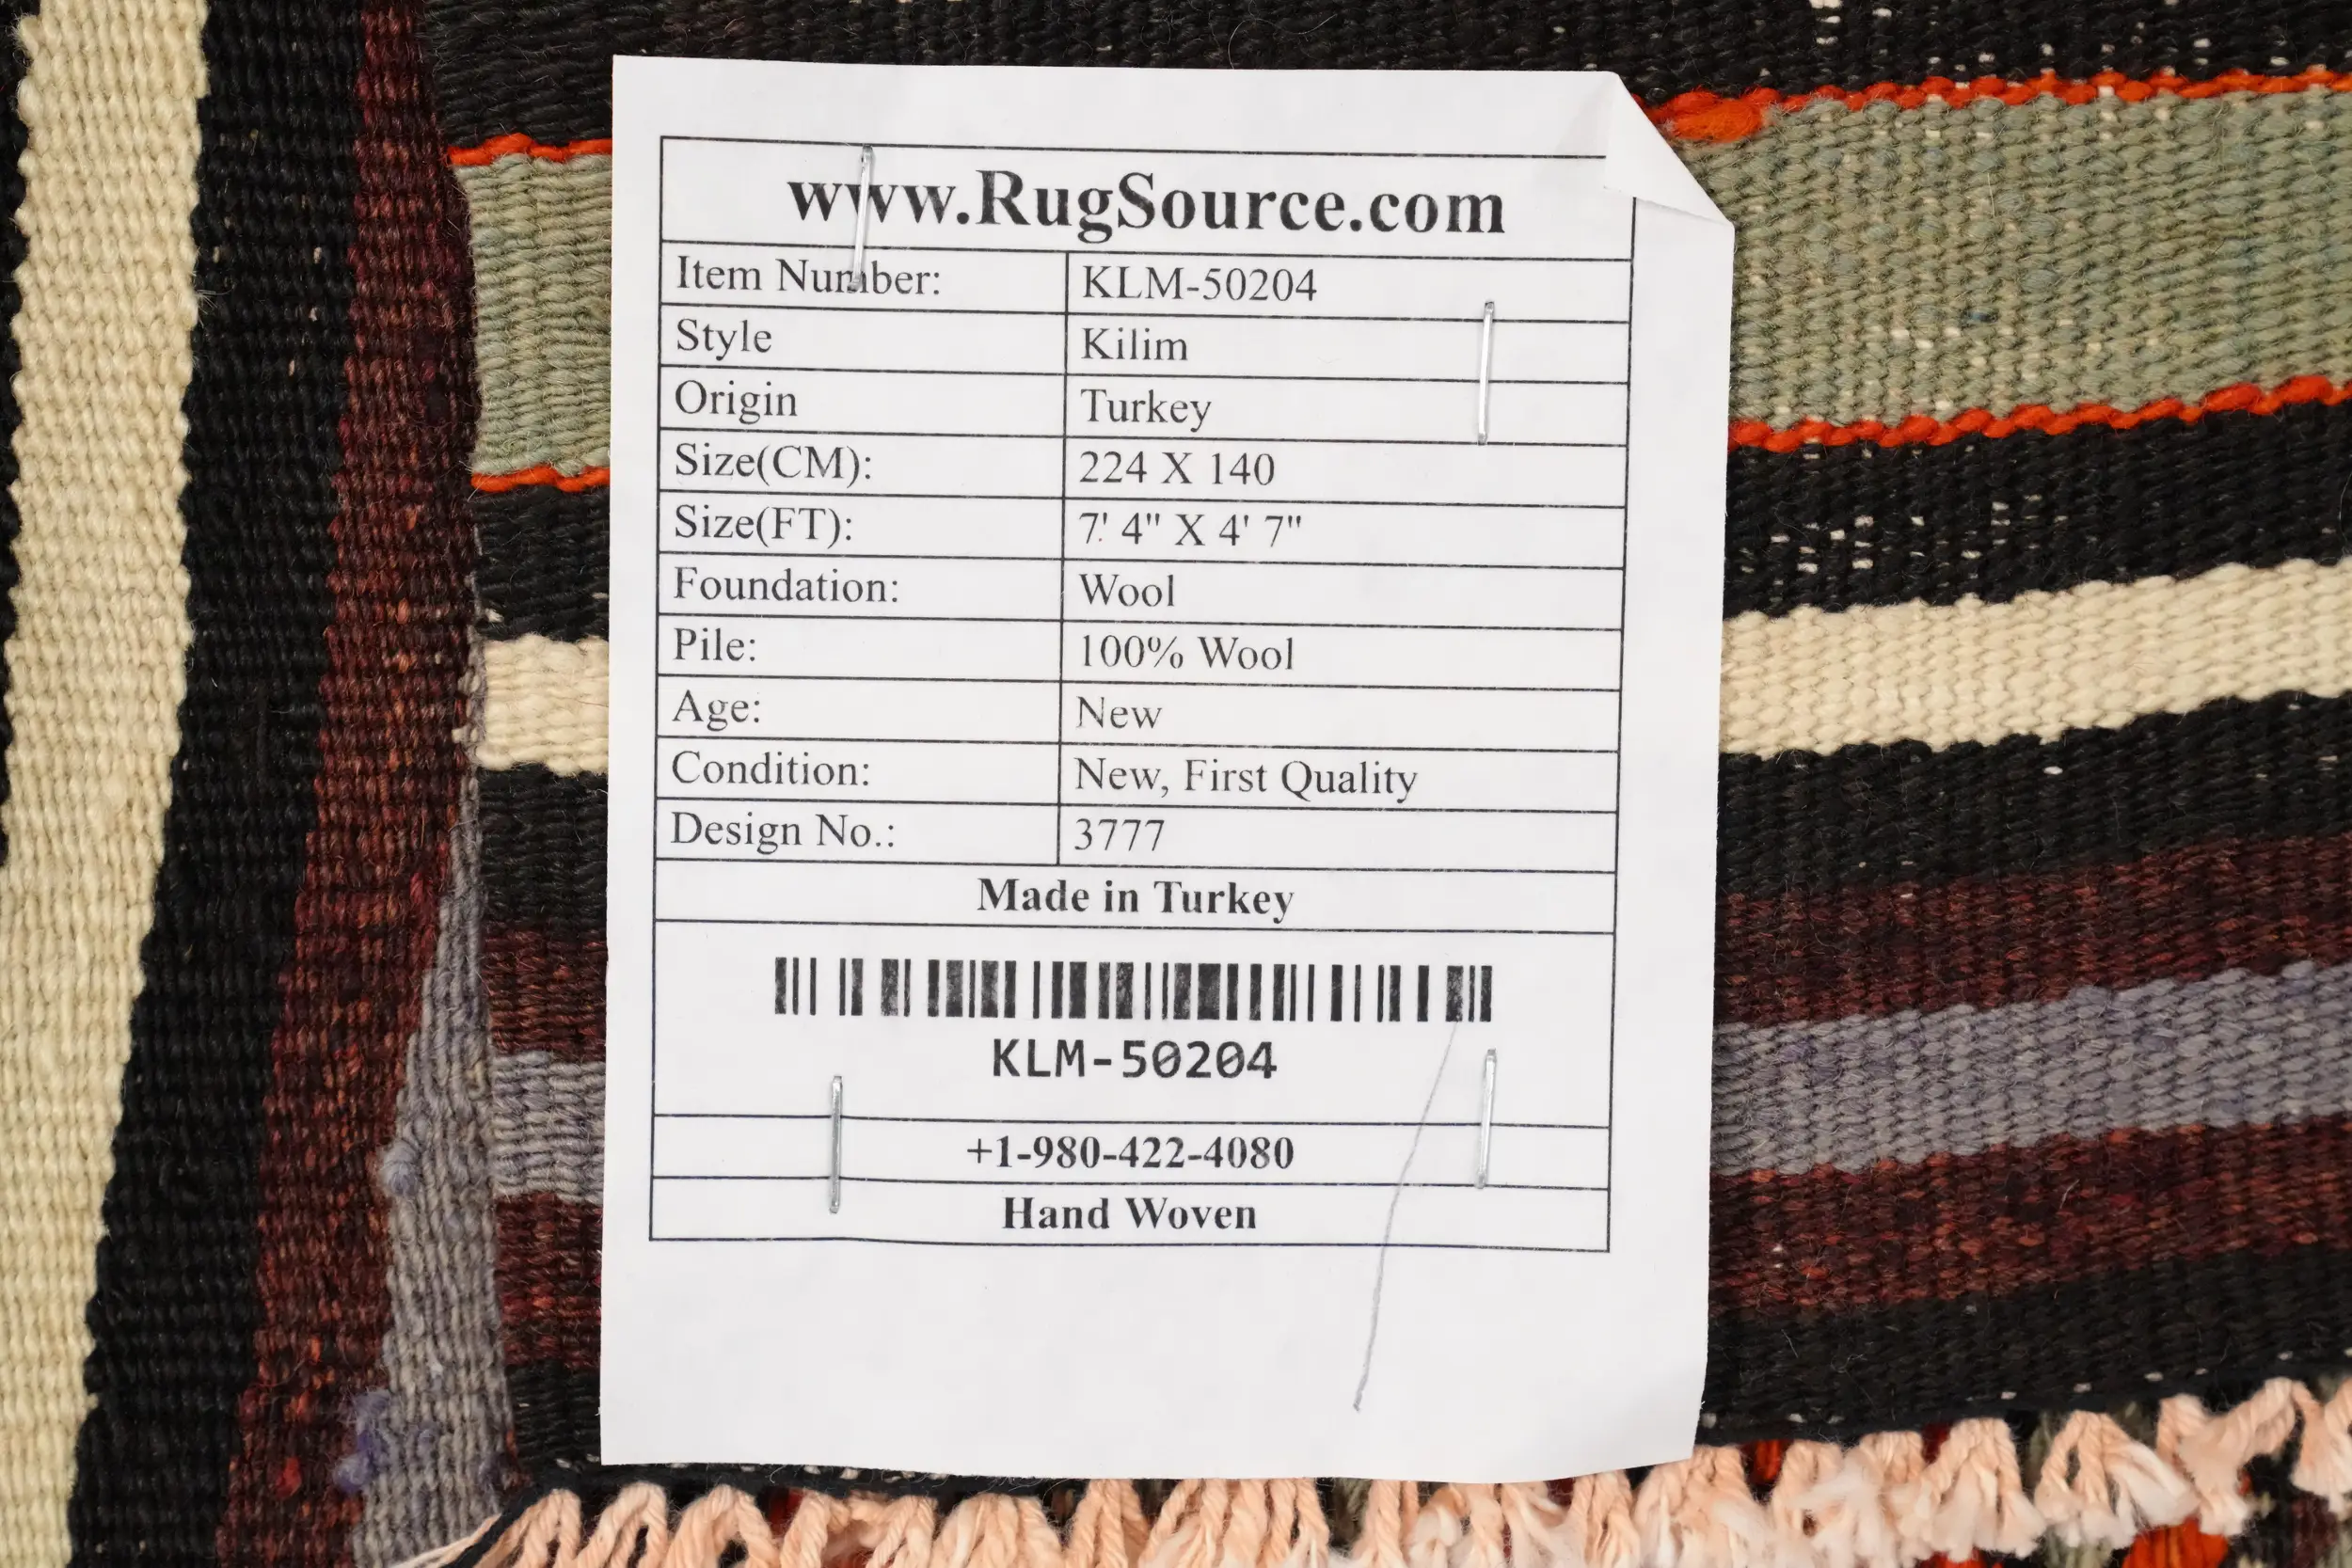 www.RugSource.com
Item Number: KLM-50204
Style Kilim
Origin Turkey
Size(CM): 224 X 140
Size(FT): 7' 4" X 4' 7"
Foundation: Wool
Pile: 100% Wool
Age: New
Condition: New, First Quality
Design No.: 3777
Made in Turkey
KLM-50204
+1-980-422-4080
Hand Woven